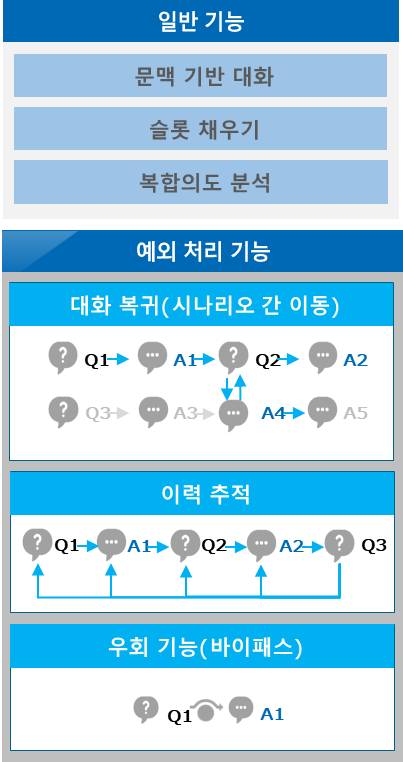 일반 기능
문맥 기반 대화
슬롯 채우기
복합의도 분석
예외 처리 기능
대화 복귀(시나리오 간 이동)
Q1 A1 Q2 A2
Q3 A3 A4 A5
이력 추적
Q1 A1 Q2 A2 Q3
우회 기능(바이패스)
Q1 A1